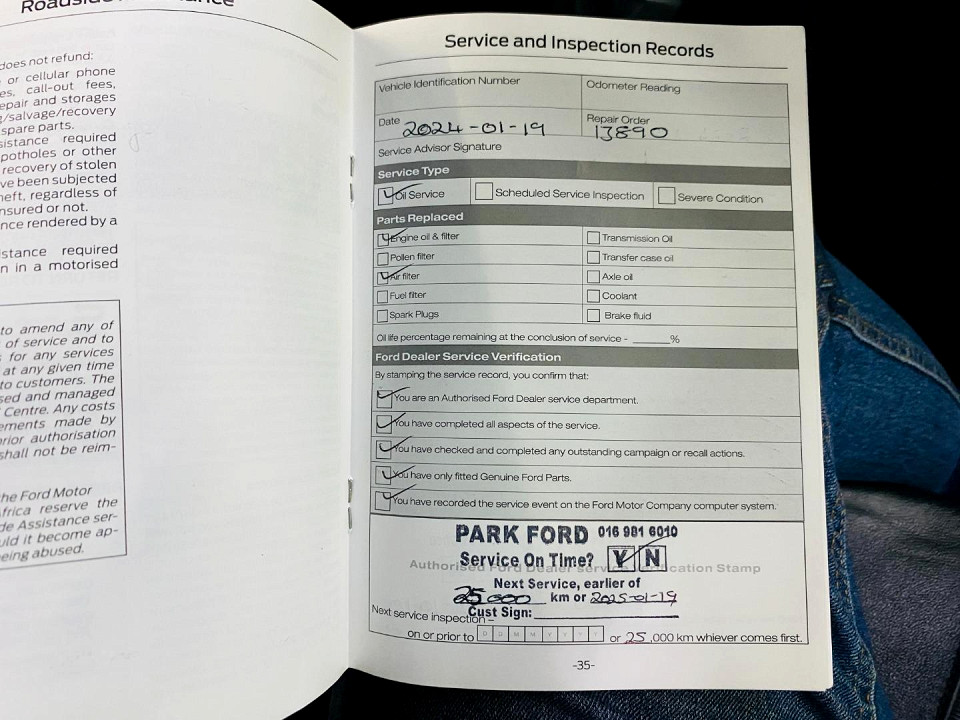 does not refund:
or cellular phone
es, call-out fees,
epair and storages
g/salvage/recovery
spare parts.
sistance required
potholes or other
recovery of stolen
ve been subjected
heft, regardless of
nsured or not.
nce rendered by a
istance required
n in a motorised
to amend any of
of service and to
for any services
at any given time
to customers. The
sed and managed
Centre. Any costs
ements made by
rior authorisation
shall not be reim-
the Ford Motor
frica reserve the
de Assistance ser-
uld it become ap-
eing abused.
Service and Inspection Records
Vehicle Identification Number
Odometer Reading
Date 2024-01-19
Repair Order
13890
Service Advisor Signature
Service Type
Oil Service
Scheduled Service Inspection
Severe Condition
Parts Replaced
Engine oil & filter
Transmission Oil
Pollen filter
Transfer case oil
Air filter
Axle oil
Fuel filter
Coolant
Spark Plugs
Brake fluid
Oil life percentage remaining at the conclusion of service - ______%
Ford Dealer Service Verification
By stamping the service record, you confirm that:
You are an Authorised Ford Dealer service department.
You have completed all aspects of the service.
You have checked and completed any outstanding campaign or recall actions.
You have only fitted Genuine Ford Parts.
You have recorded the service event on the Ford Motor Company computer system.
PARK FORD 016 981 6010
Service On Time? Y N
Authorised Ford Dealer Service Verification Stamp
Next Service, earlier of
25 000 km or 2025-01-19
Cust Sign:
Next service inspection –
on or prior to D D M M Y Y Y Y or 25,000 km whiever comes first.
-35-